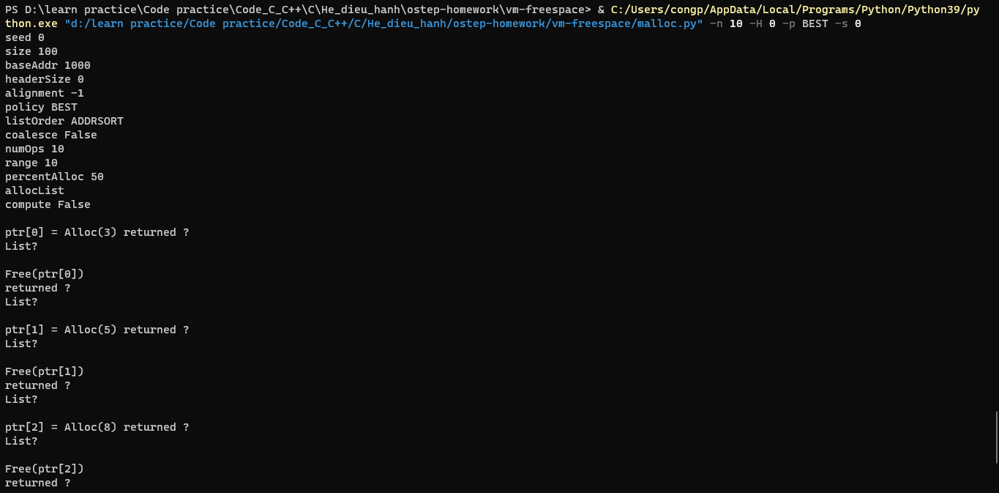 PS D:\learn practice\Code practice\Code_C_C++\C\He_dieu_hanh\ostep-homework\vm-freespace> & C:/Users/congp/AppData/Local/Programs/Python/Python39/py
thon.exe "d:/learn practice/Code practice/Code_C_C++/C/He_dieu_hanh/ostep-homework/vm-freespace/malloc.py" -n 10 -H 0 -p BEST -s 0
seed 0
size 100
baseAddr 1000
headerSize 0
alignment -1
policy BEST
listOrder ADDRSORT
coalesce False
numOps 10
range 10
percentAlloc 50
allocList
compute False

ptr[0] = Alloc(3) returned ?
List?

Free(ptr[0])
returned ?
List?

ptr[1] = Alloc(5) returned ?
List?

Free(ptr[1])
returned ?
List?

ptr[2] = Alloc(8) returned ?
List?

Free(ptr[2])
returned ?